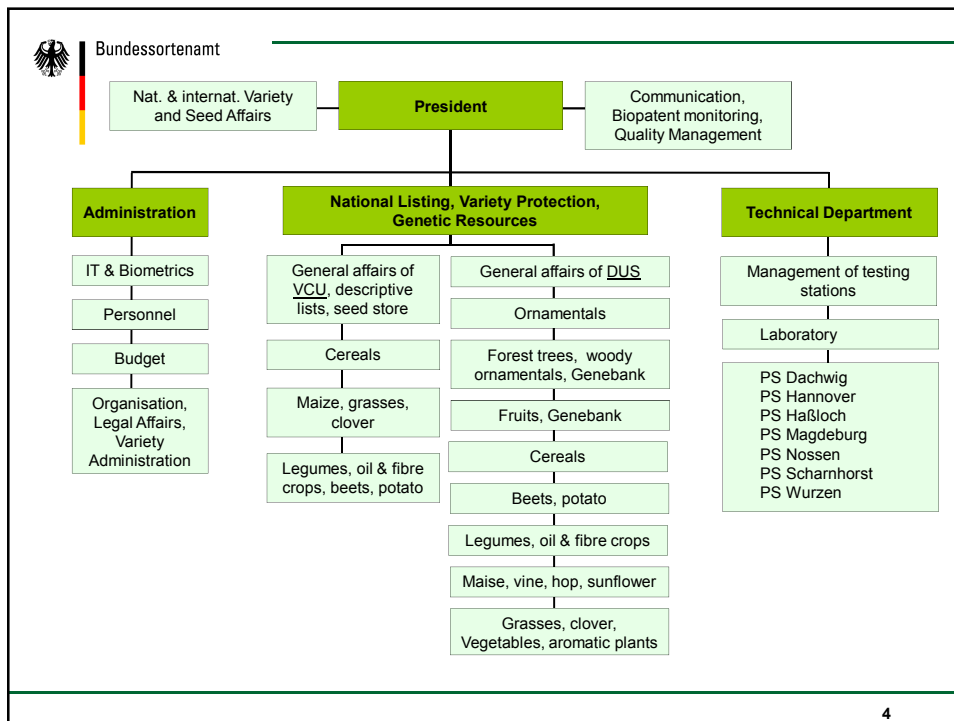 Bundessortenamt
Nat. & internat. Variety
and Seed Affairs
President
Communication,
Biopatent monitoring,
Quality Management
Administration
National Listing, Variety Protection,
Genetic Resources
Technical Department
IT & Biometrics
Personnel
Budget
Organisation,
Legal Affairs,
Variety
Administration
General affairs of
VCU, descriptive
lists, seed store
Cereals
Maize, grasses,
clover
Legumes, oil & fibre
crops, beets, potato
General affairs of DUS
Ornamentals
Forest trees, woody
ornamentals, Genebank
Fruits, Genebank
Cereals
Beets, potato
Legumes, oil & fibre crops
Maise, vine, hop, sunflower
Grasses, clover,
Vegetables, aromatic plants
Management of testing
stations
Laboratory
PS Dachwig
PS Hannover
PS Haßloch
PS Magdeburg
PS Nossen
PS Scharnhorst
PS Wurzen
4